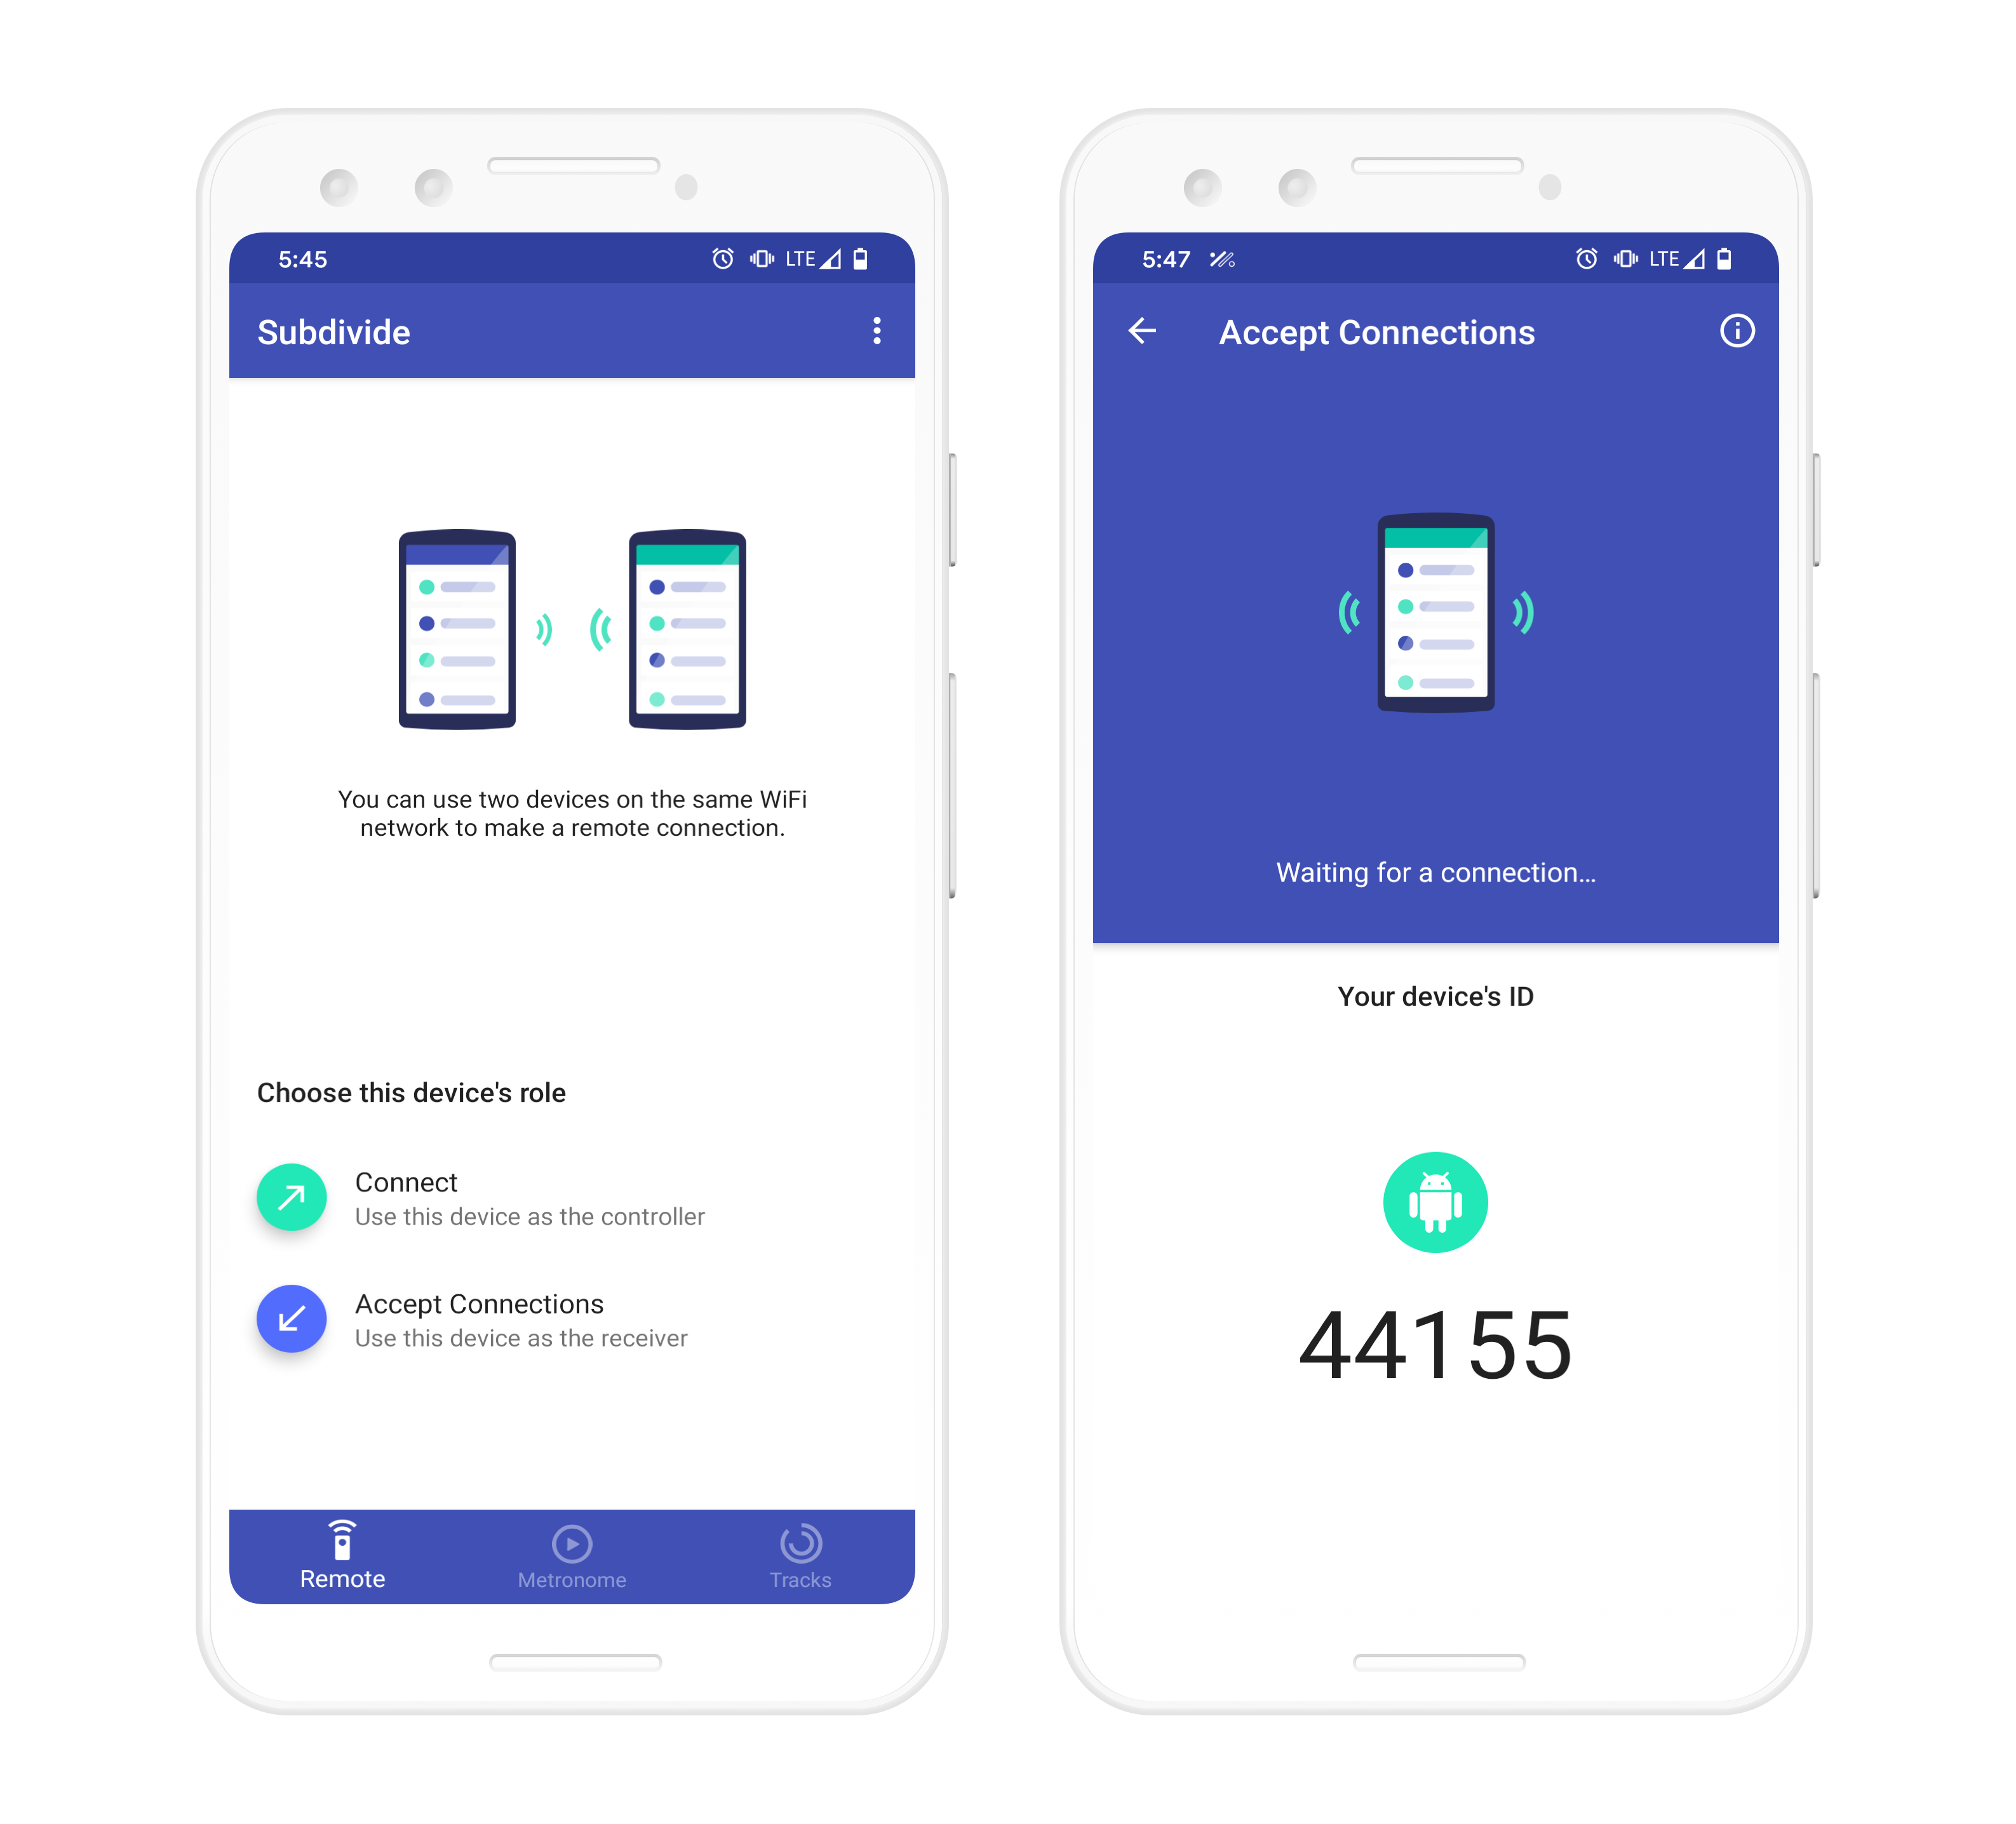 5:45
LTE
Subdivide
You can use two devices on the same WiFi
network to make a remote connection.
Choose this device's role
Connect
Use this device as the controller
Accept Connections
Use this device as the receiver
Remote
Metronome
Tracks
5:47
LTE
Accept Connections
Waiting for a connection...
Your device's ID
44155